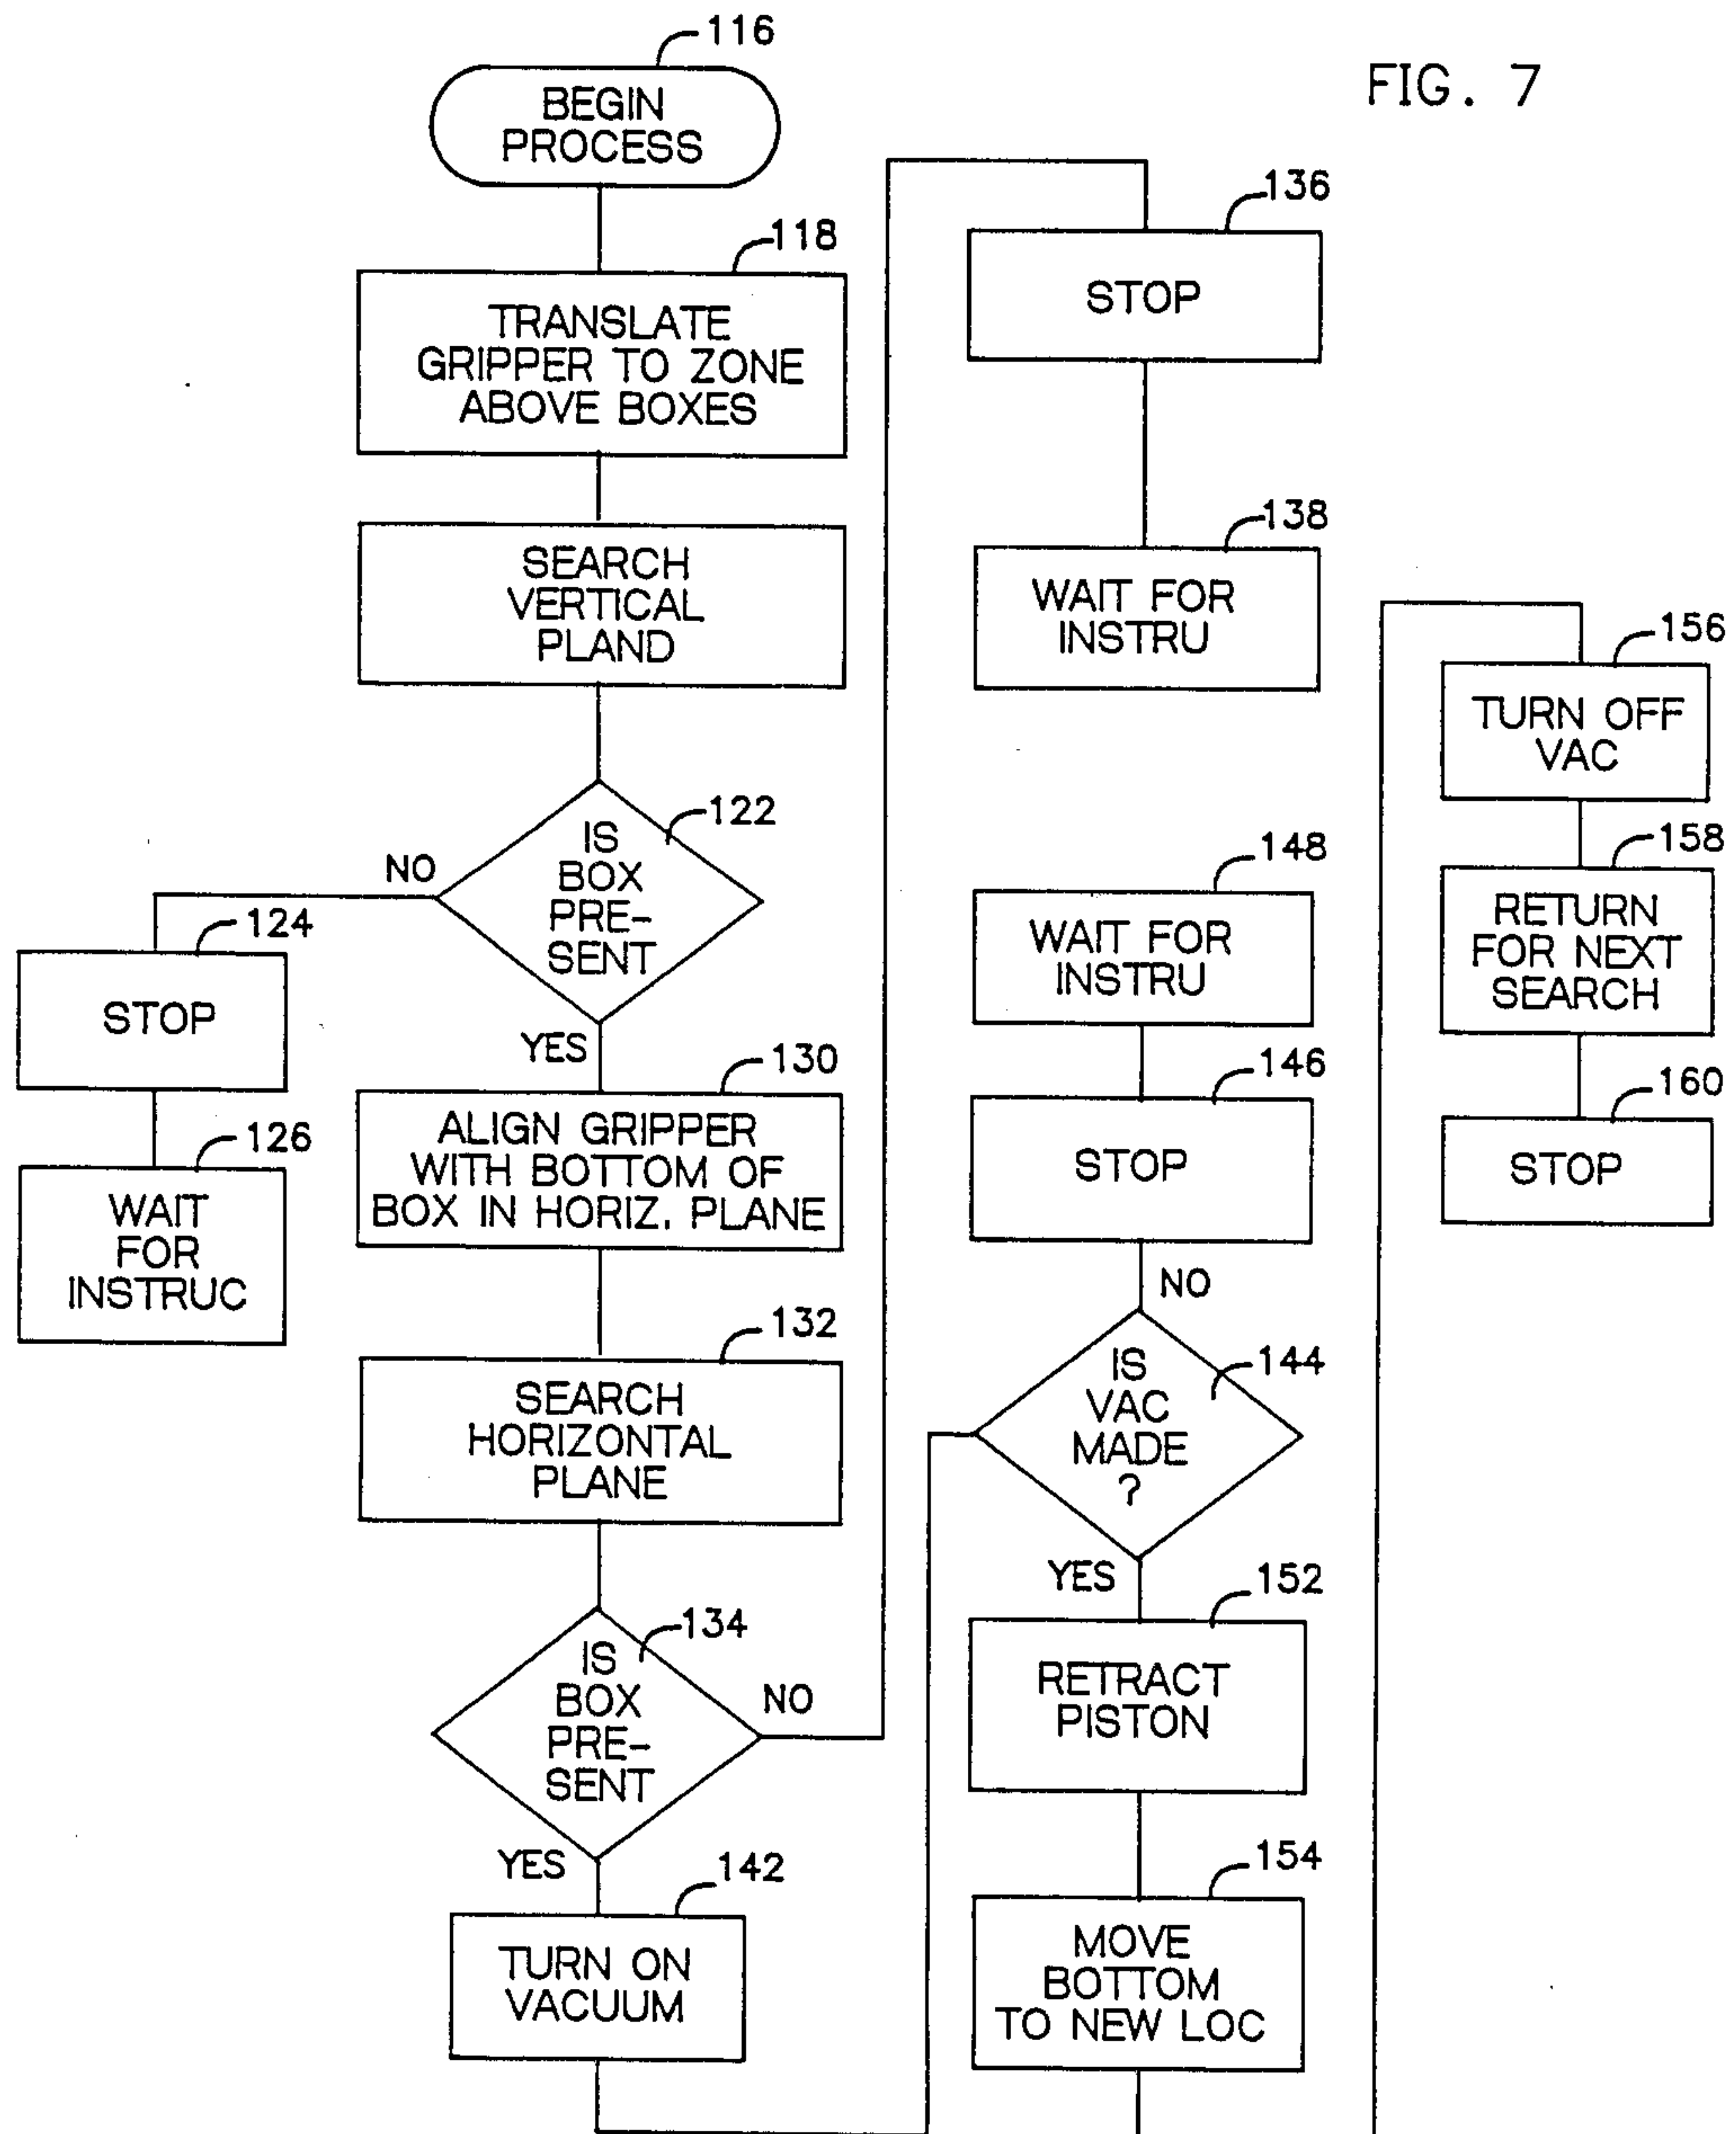 FIG. 7
116
BEGIN
PROCESS
118
TRANSLATE
GRIPPER TO ZONE
ABOVE BOXES
SEARCH
VERTICAL
PLAND
122
IS
BOX
PRE-
SENT
NO
124
STOP
126
WAIT
FOR
INSTRUC
YES
130
ALIGN GRIPPER
WITH BOTTOM OF
BOX IN HORIZ. PLANE
132
SEARCH
HORIZONTAL
PLANE
134
IS
BOX
PRE-
SENT
NO
YES
142
TURN ON
VACUUM
136
STOP
138
WAIT FOR
INSTRU
148
WAIT FOR
INSTRU
146
STOP
NO
144
IS
VAC
MADE
?
YES
152
RETRACT
PISTON
154
MOVE
BOTTOM
TO NEW LOC
156
TURN OFF
VAC
158
RETURN
FOR NEXT
SEARCH
160
STOP